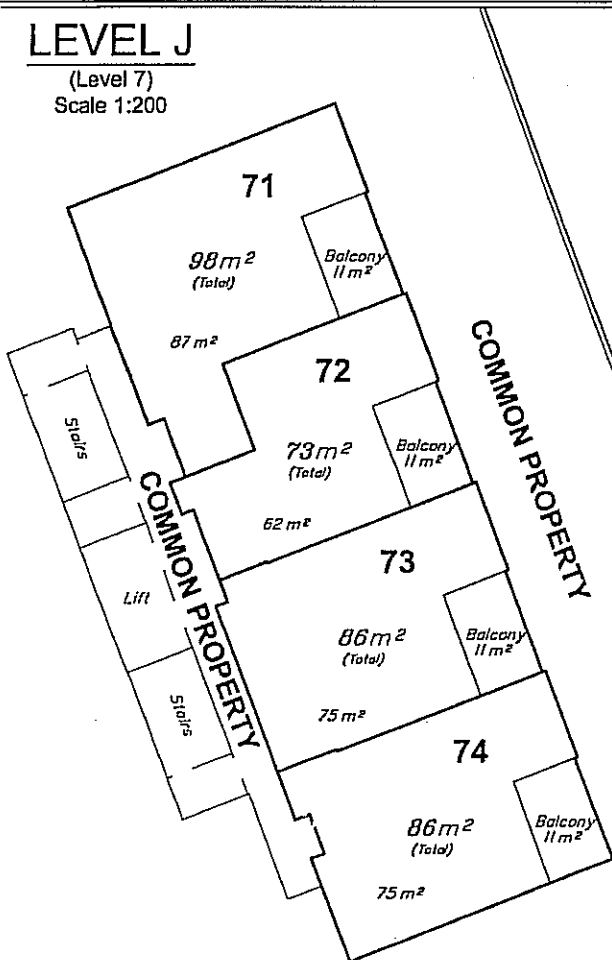 LEVEL J
(Level 7)
Scale 1:200
71
98m²
(Total)
Balcony
11m²
87m²
72
73m²
(Total)
Balcony
11m²
62m²
COMMON PROPERTY
Stairs
COMMON PROPERTY
Lift
Stairs
73
86m²
(Total)
Balcony
11m²
75m²
74
86m²
(Total)
Balcony
11m²
75m²